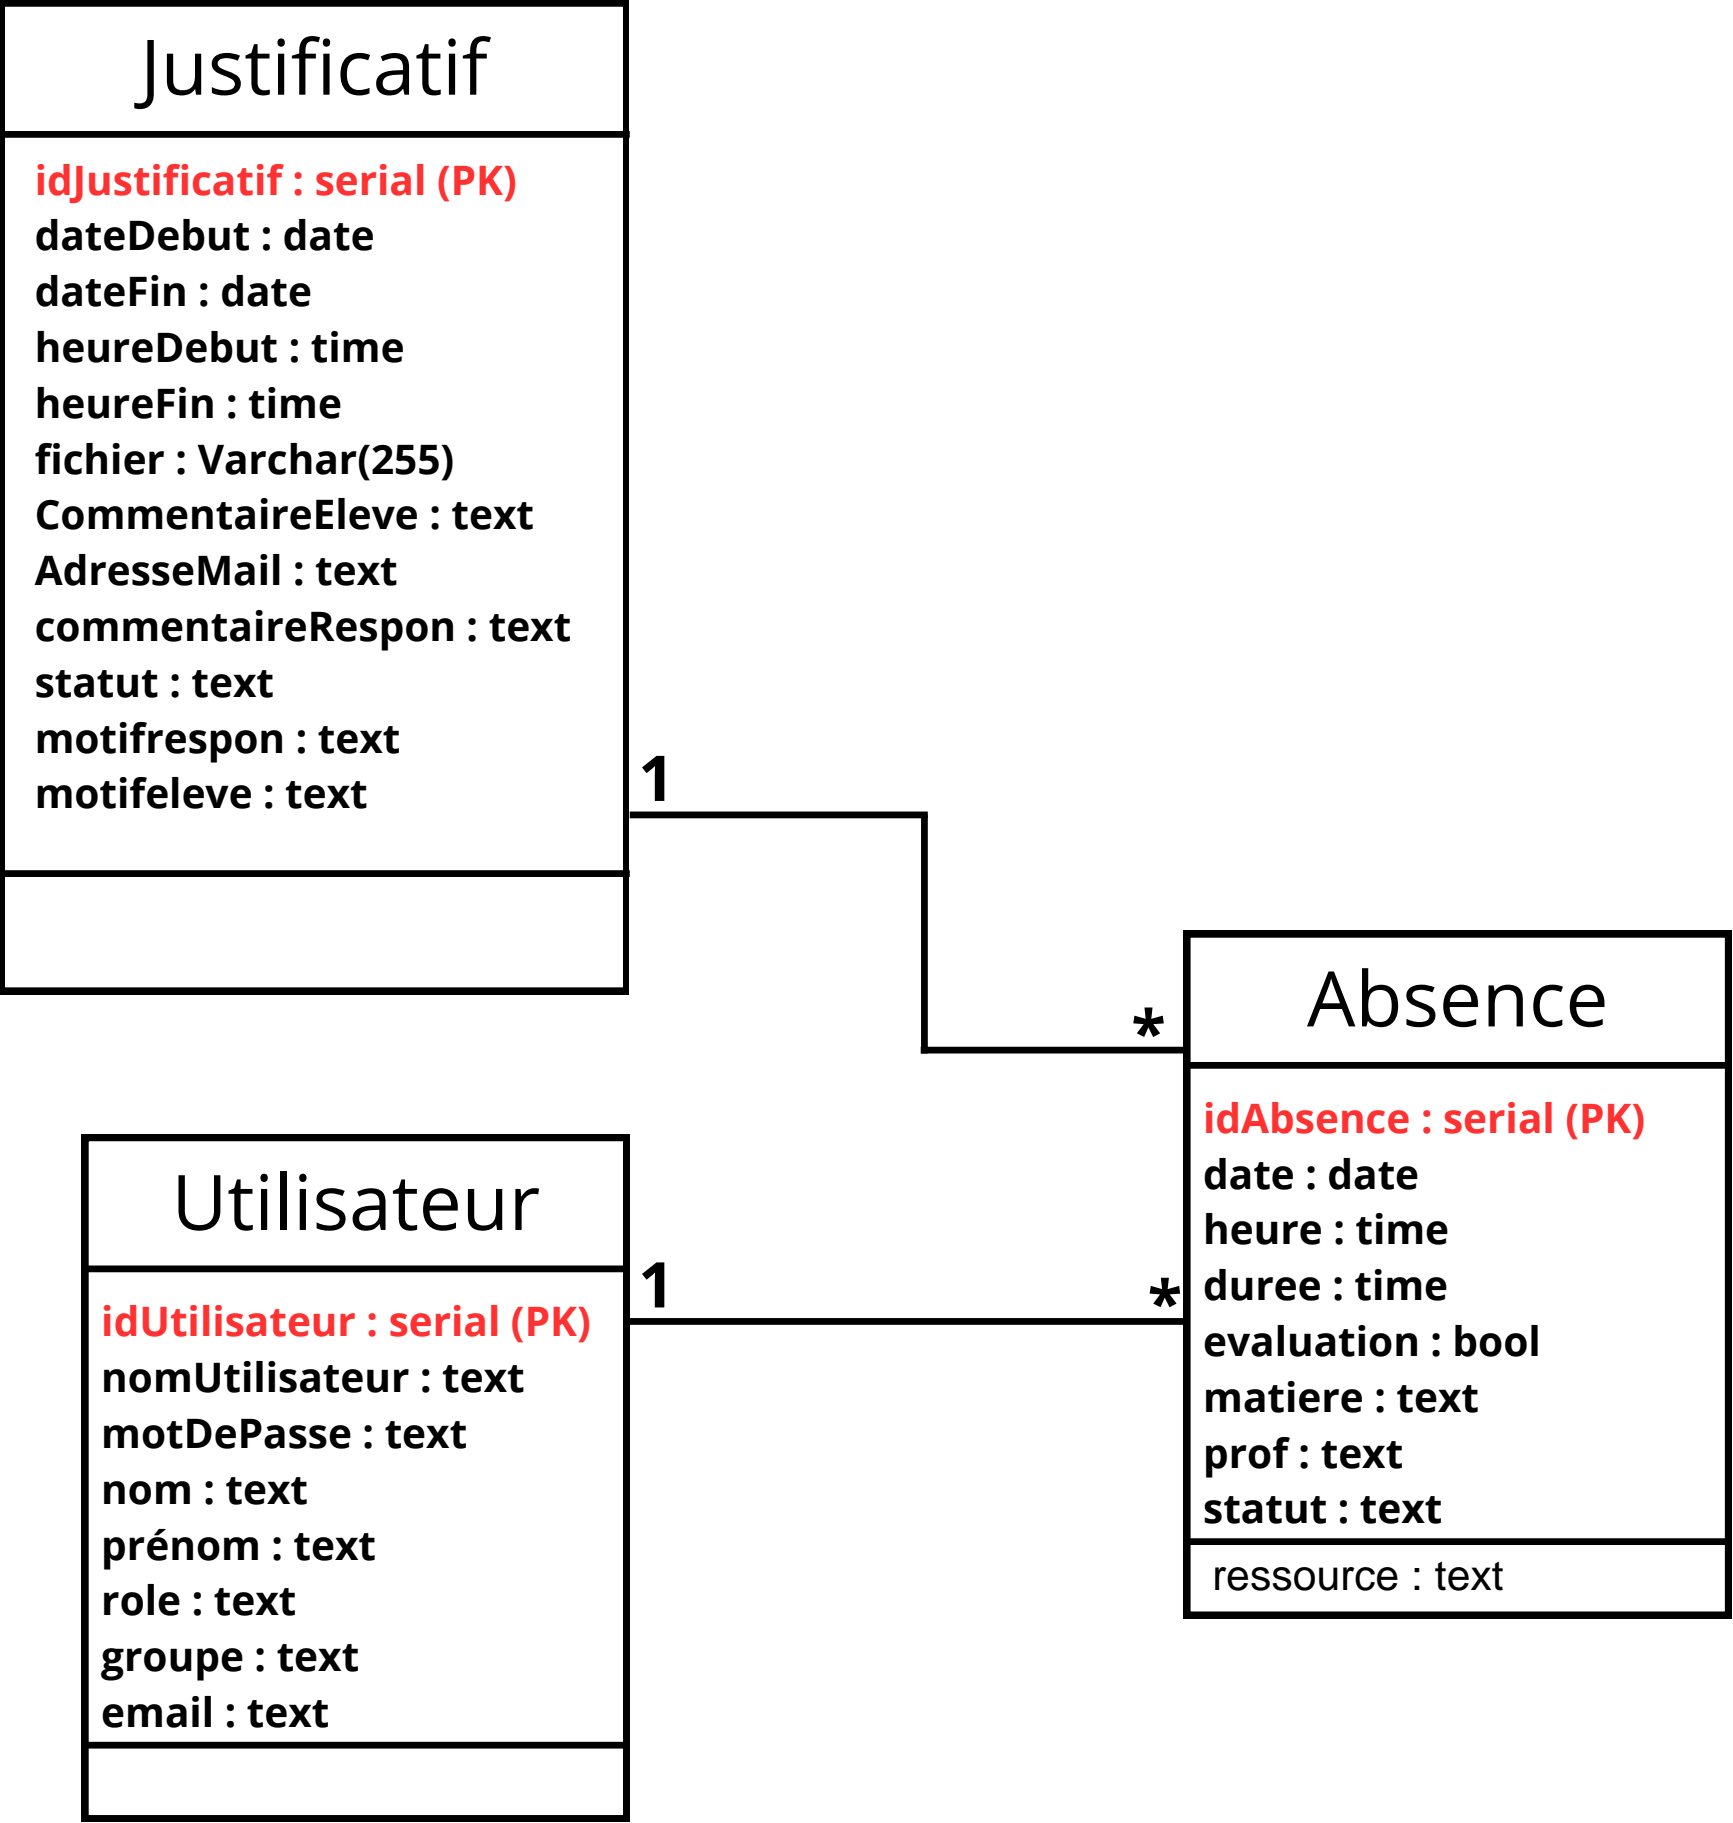 Justificatif
idJustificatif : serial (PK)
dateDebut : date
dateFin : date
heureDebut : time
heureFin : time
fichier : Varchar(255)
CommentaireEleve : text
AdresseMail : text
commentaireRespon : text
statut : text
motifrespon : text
motifeleve : text
1
*
Absence
idAbsence : serial (PK)
date : date
heure : time
duree : time
evaluation : bool
matiere : text
prof : text
statut : text
ressource : text
Utilisateur
1
*
idUtilisateur : serial (PK)
nomUtilisateur : text
motDePasse : text
nom : text
prénom : text
role : text
groupe : text
email : text